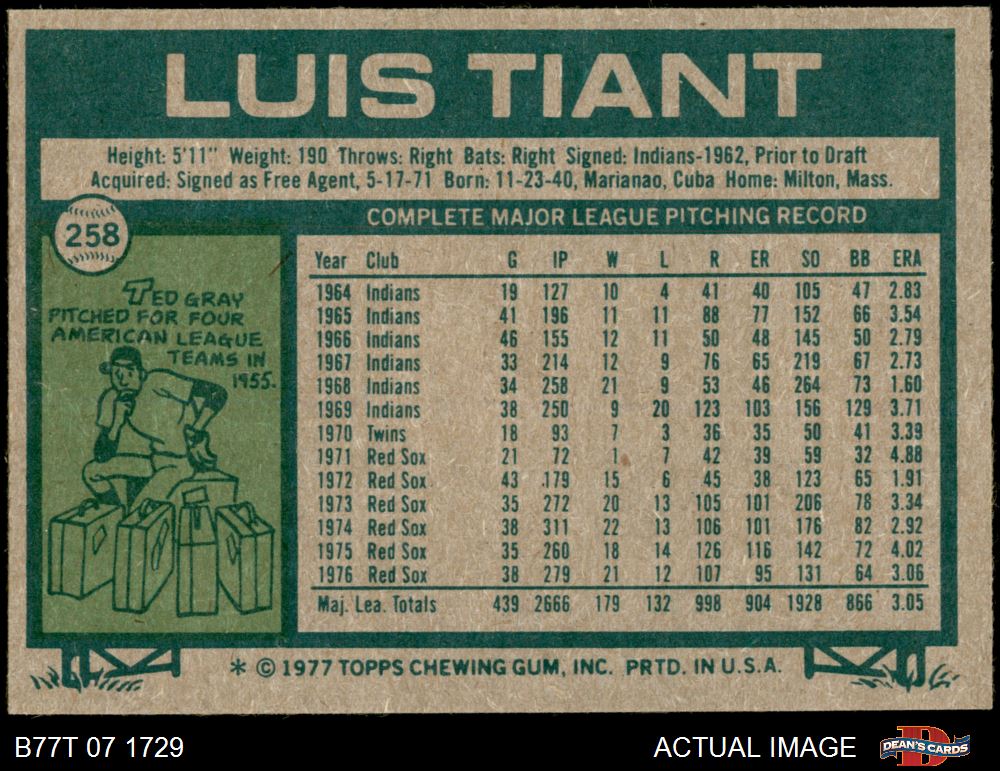 LUIS TIANT
Height: 5'11" Weight: 190 Throws: Right Bats: Right Signed: Indians-1962, Prior to Draft
Acquired: Signed as Free Agent, 5-17-71 Born: 11-23-40, Marianao, Cuba Home: Milton, Mass.
258
COMPLETE MAJOR LEAGUE PITCHING RECORD
TED GRAY
PITCHED FOR FOUR
AMERICAN LEAGUE
TEAMS IN
1955.
Year Club G IP W L R ER SO BB ERA
1964 Indians 19 127 10 4 41 40 105 47 2.83
1965 Indians 41 196 11 11 88 77 152 66 3.54
1966 Indians 46 155 12 11 50 48 145 50 2.79
1967 Indians 33 214 12 9 76 65 219 67 2.73
1968 Indians 34 258 21 9 53 46 264 73 1.60
1969 Indians 38 250 9 20 123 103 156 129 3.71
1970 Twins 18 93 7 3 36 35 50 41 3.39
1971 Red Sox 21 72 1 7 42 39 59 32 4.88
1972 Red Sox 43 179 15 6 45 38 123 65 1.91
1973 Red Sox 35 272 20 13 105 101 206 78 3.34
1974 Red Sox 38 311 22 13 106 101 176 82 2.92
1975 Red Sox 35 260 18 14 126 116 142 72 4.02
1976 Red Sox 38 279 21 12 107 95 131 64 3.06
Maj. Lea. Totals 439 2666 179 132 998 904 1928 866 3.05
* © 1977 TOPPS CHEWING GUM, INC. PRTD. IN U.S.A.
B77T 07 1729
ACTUAL IMAGE
DEAN'S CARDS